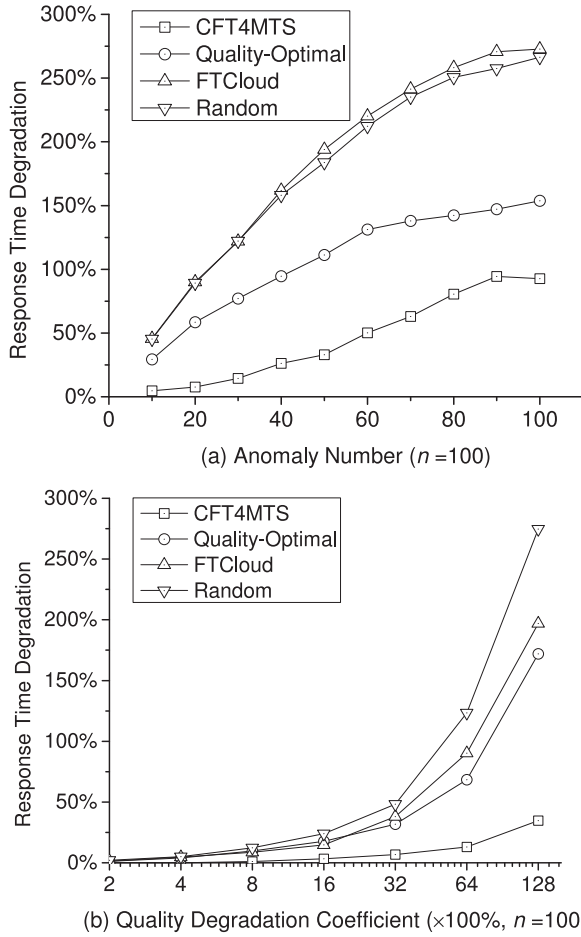 300%
250%
200%
150%
100%
50%
0%
Response Time Degradation
CFT4MTS
Quality-Optimal
FTCloud
Random
0 20 40 60 80 100
(a) Anomaly Number (n =100)
300%
250%
200%
150%
100%
50%
0%
Response Time Degradation
CFT4MTS
Quality-Optimal
FTCloud
Random
2 4 8 16 32 64 128
(b) Quality Degradation Coefficient (×100%, n =100